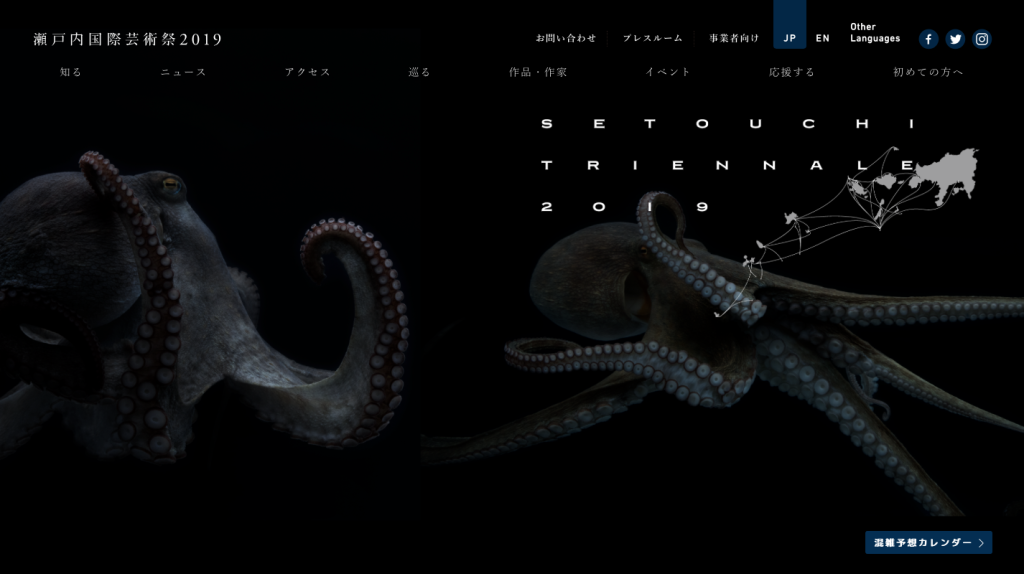 瀬戸内国際芸術祭2019
お問い合わせ
プレスルーム
事業者向け
JP
EN
Other
Languages
知る
ニュース
アクセス
巡る
作品・作家
イベント
応援する
初めての方へ
SETOUCHI
TRIENNALE
2019
混雑予想カレンダー